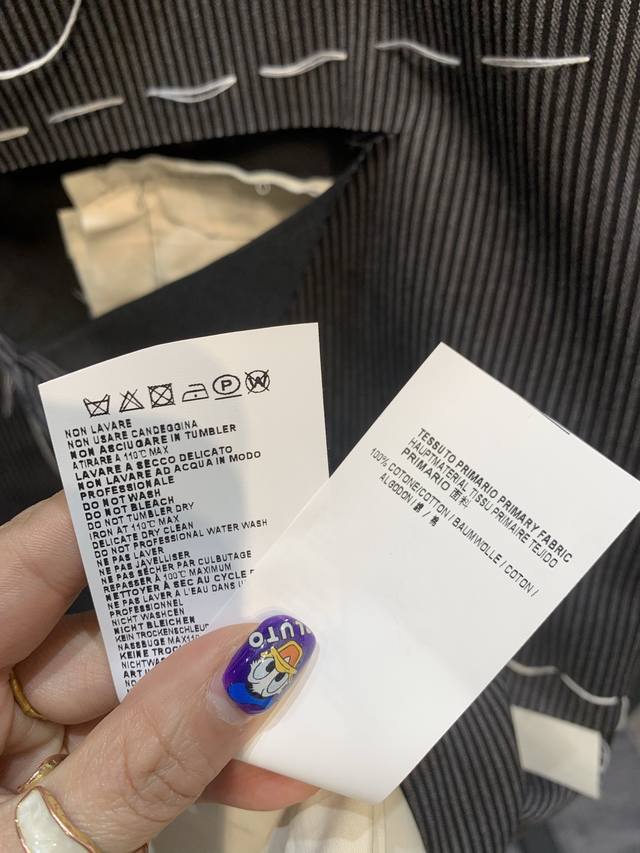 NON LAVARE
NON USARE CANDEGGINA
NON ASCIUGARE IN TUMBLER
ATIRARE A 110℃ MAX
LAVARE A SECCO DELICATO
NON LAVARE AD ACQUA IN MODO
PROFESSIONALE
DO NOT WASH
DO NOT BLEACH
DO NOT TUMBLER DRY
IRON AT 110℃ MAX
DELICATE DRY CLEAN
DO NOT PROFESSIONAL WATER WASH
NE PAS LAVER
NE PAS JAVELLISER
NE PAS SÉCHER PAR CULBUTAGE
REPASSER À 100℃ MAXIMUM
NETTOYER À SEC AU CYCLE
NE PAS LAVER A L'EAU DANS
PROFESSIONNEL
NICHT WASCHEN
NICHT BLEICHEN
KEIN
NASSBUGE
KEINE
TESSUTO PRIMARIO PRIMARY FABRIC
HAUPTMATERIAL TISSU PRIMAIRE TEJIDO
PRIMARIO 面料
100% COTONE/COTTON / BAUMWOLLE / COTON /
ALGODON / 綿 / 棉
P
W